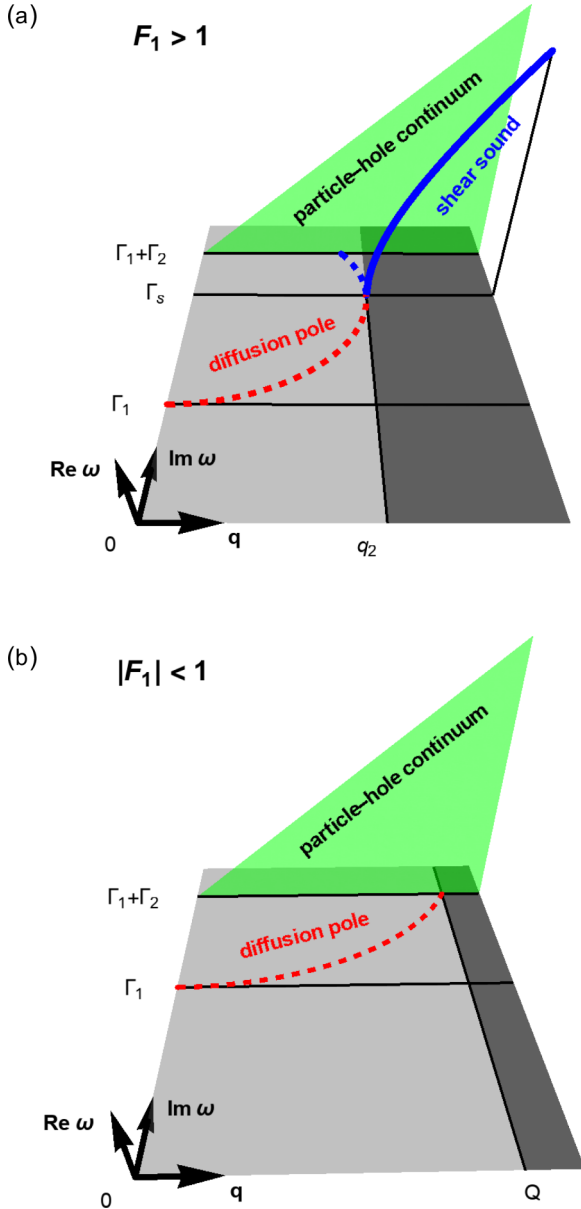 (a)
F₁ > 1
particle–hole continuum
shear sound
Γ₁+Γ₂
Γₛ
diffusion pole
Γ₁
Re ω
Im ω
0
q
q₂
(b)
|F₁| < 1
particle–hole continuum
Γ₁+Γ₂
diffusion pole
Γ₁
Re ω
Im ω
0
q
Q